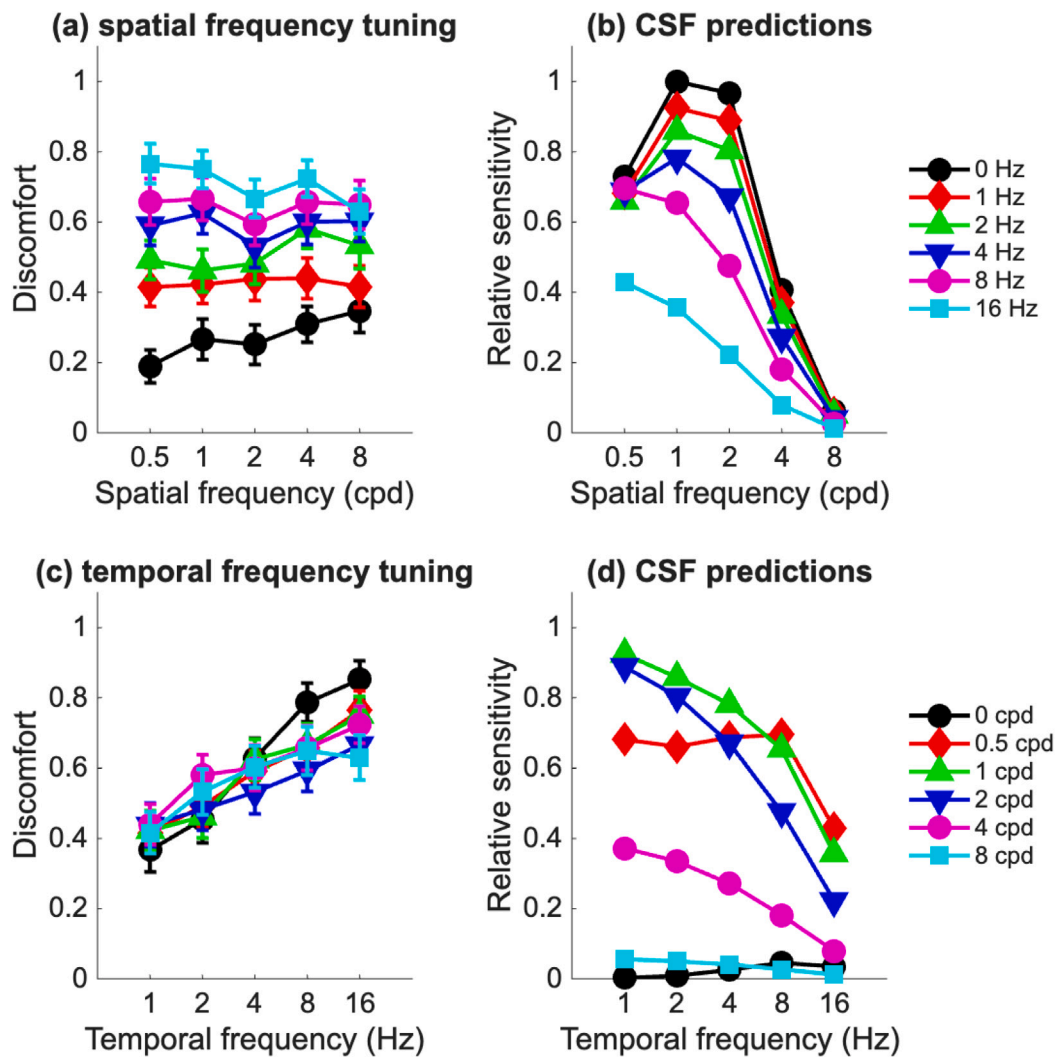 (a) spatial frequency tuning
Discomfort
1
0.8
0.6
0.4
0.2
0
0.5 1 2 4 8
Spatial frequency (cpd)
(b) CSF predictions
Relative sensitivity
1
0.8
0.6
0.4
0.2
0
0.5 1 2 4 8
Spatial frequency (cpd)
0 Hz
1 Hz
2 Hz
4 Hz
8 Hz
16 Hz
(c) temporal frequency tuning
Discomfort
1
0.8
0.6
0.4
0.2
0
1 2 4 8 16
Temporal frequency (Hz)
(d) CSF predictions
Relative sensitivity
1
0.8
0.6
0.4
0.2
0
1 2 4 8 16
Temporal frequency (Hz)
0 cpd
0.5 cpd
1 cpd
2 cpd
4 cpd
8 cpd